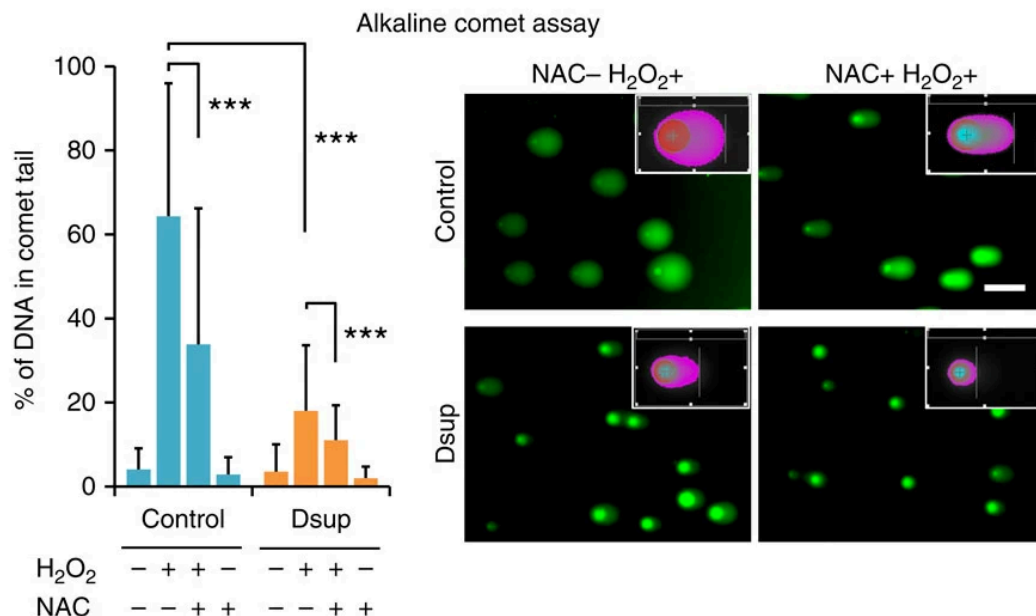 Alkaline comet assay
% of DNA in comet tail
100
80
60
40
20
0
***
***
***
Control
Dsup
H₂O₂ − + + − − + + −
NAC − − + + − − + +
NAC− H₂O₂+
NAC+ H₂O₂+
Control
Dsup